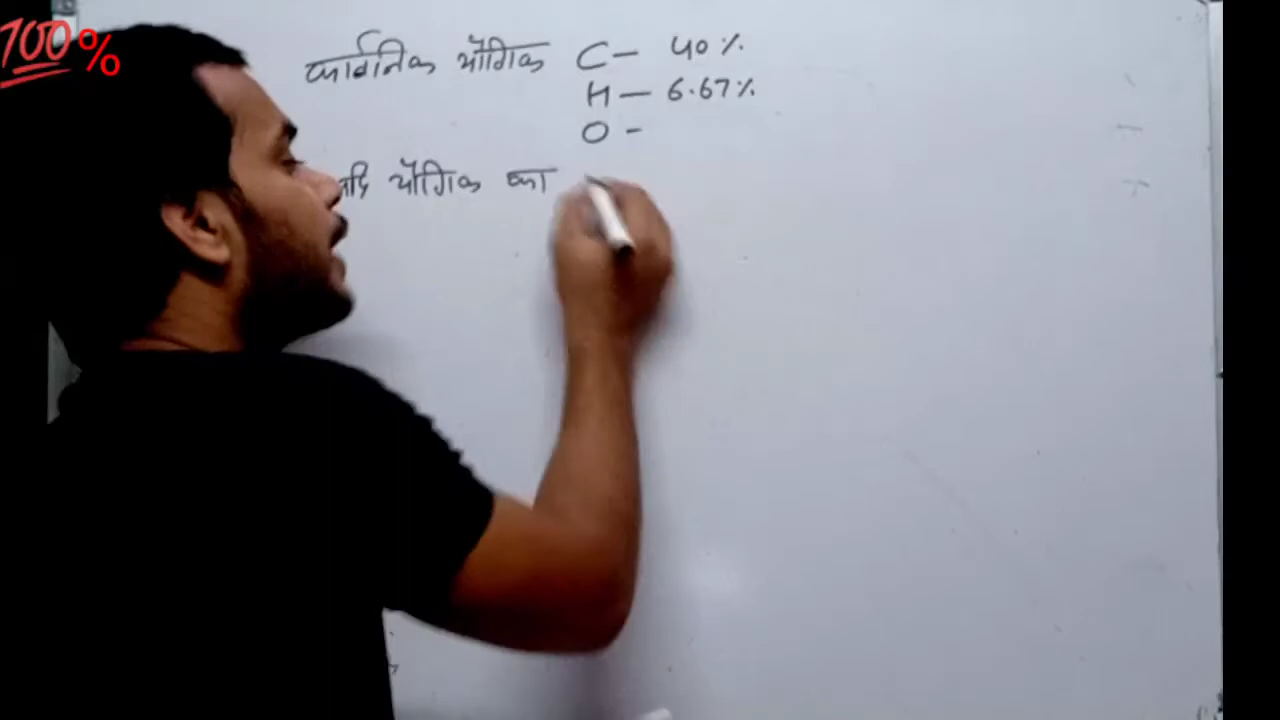 100%
कार्बनिक यौगिक C — 40 %
H — 6.67%
O -
यदि यौगिक का